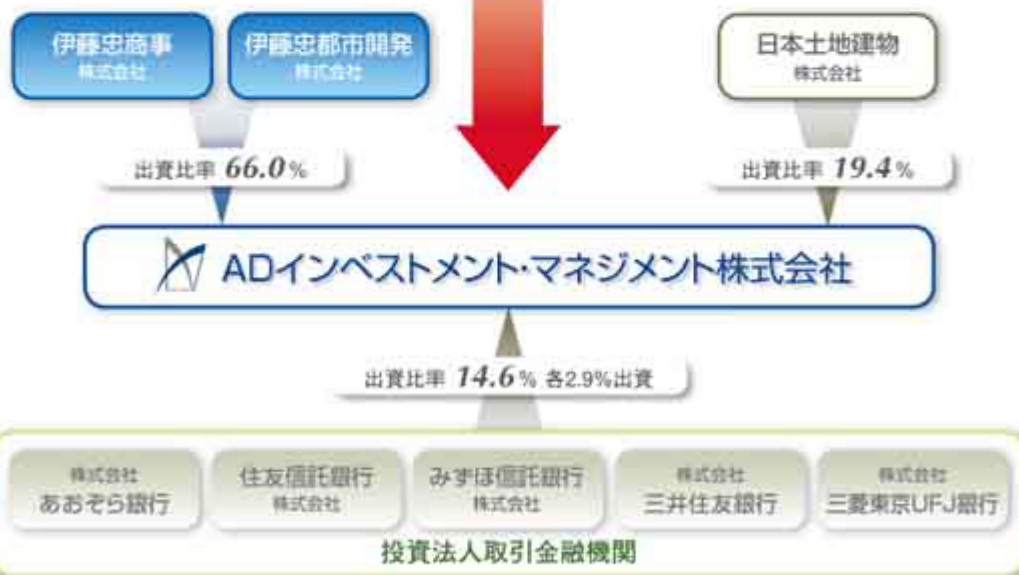 伊藤忠商事
株式会社
伊藤忠都市開発
株式会社
日本土地建物
株式会社
出資比率 66.0%
出資比率 19.4%
ADインベストメント・マネジメント株式会社
出資比率 14.6% 各2.9%出資
株式会社
あおぞら銀行
住友信託銀行
株式会社
みずほ信託銀行
株式会社
株式会社
三井住友銀行
株式会社
三菱東京UFJ銀行
投資法人取引金融機関